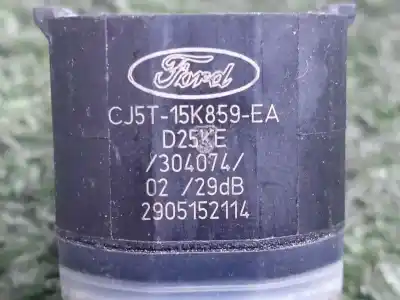 Ford
CJ5T-15K859-EA
D25KE
/304074/
02 /29dB
2905152114